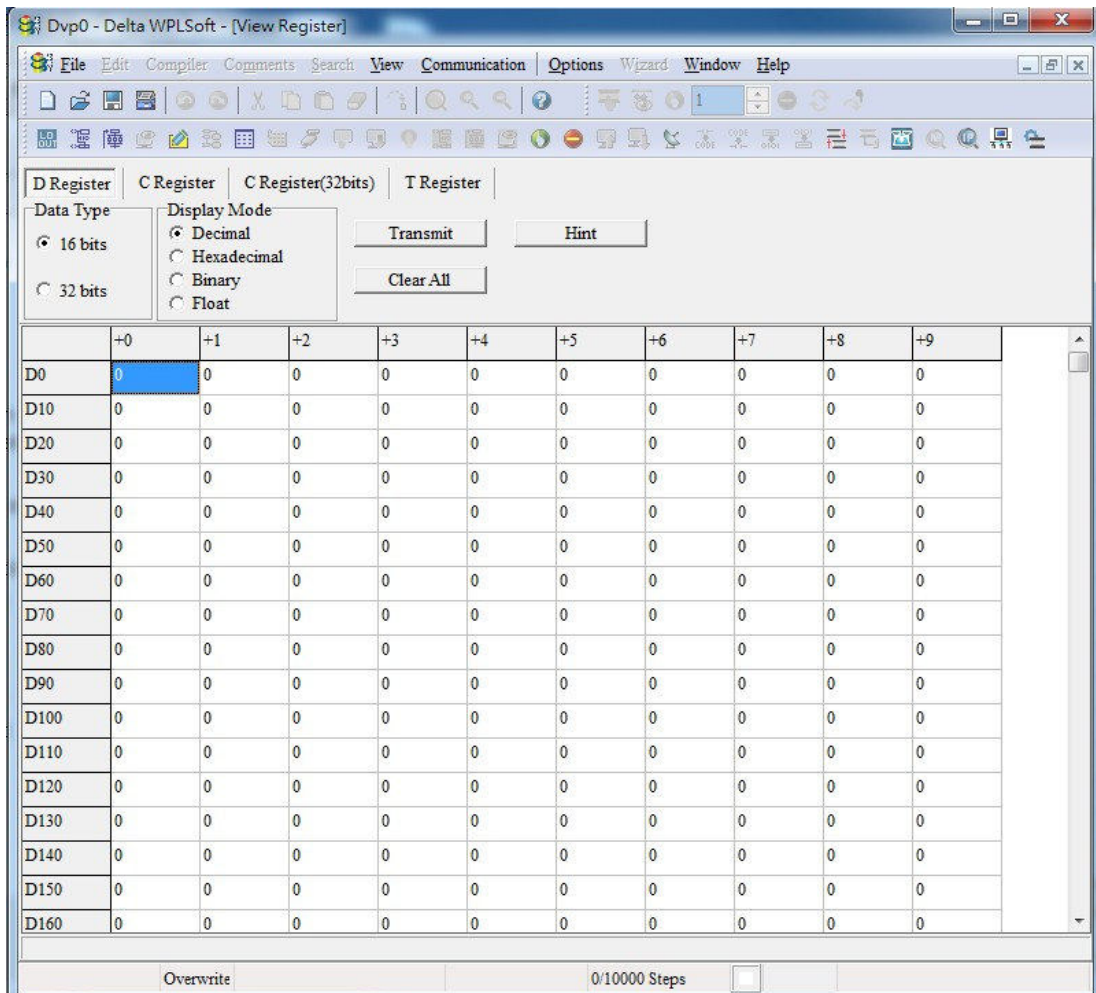 Dvp0 - Delta WPLSoft - [View Register]
File Edit Compiler Comments Search View Communication Options Wizard Window Help
1
D Register C Register C Register(32bits) T Register
Data Type Display Mode
16 bits Decimal Transmit Hint
Hexadecimal
32 bits Binary Clear All
Float
+0 +1 +2 +3 +4 +5 +6 +7 +8 +9
D0 0 0 0 0 0 0 0 0 0 0
D10 0 0 0 0 0 0 0 0 0 0
D20 0 0 0 0 0 0 0 0 0 0
D30 0 0 0 0 0 0 0 0 0 0
D40 0 0 0 0 0 0 0 0 0 0
D50 0 0 0 0 0 0 0 0 0 0
D60 0 0 0 0 0 0 0 0 0 0
D70 0 0 0 0 0 0 0 0 0 0
D80 0 0 0 0 0 0 0 0 0 0
D90 0 0 0 0 0 0 0 0 0 0
D100 0 0 0 0 0 0 0 0 0 0
D110 0 0 0 0 0 0 0 0 0 0
D120 0 0 0 0 0 0 0 0 0 0
D130 0 0 0 0 0 0 0 0 0 0
D140 0 0 0 0 0 0 0 0 0 0
D150 0 0 0 0 0 0 0 0 0 0
D160 0 0 0 0 0 0 0 0 0 0
Overwrite 0/10000 Steps